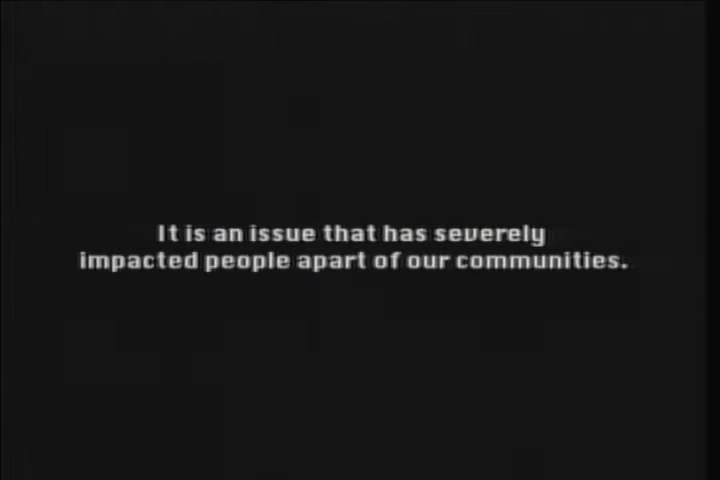 It is an issue that has severely
impacted people apart of our communities.